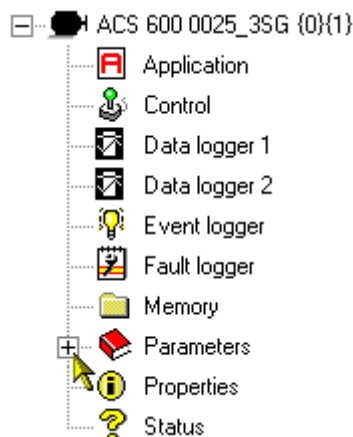 ACS 600 0025_3SG {0}{1}
Application
Control
Data logger 1
Data logger 2
Event logger
Fault logger
Memory
Parameters
Properties
Status